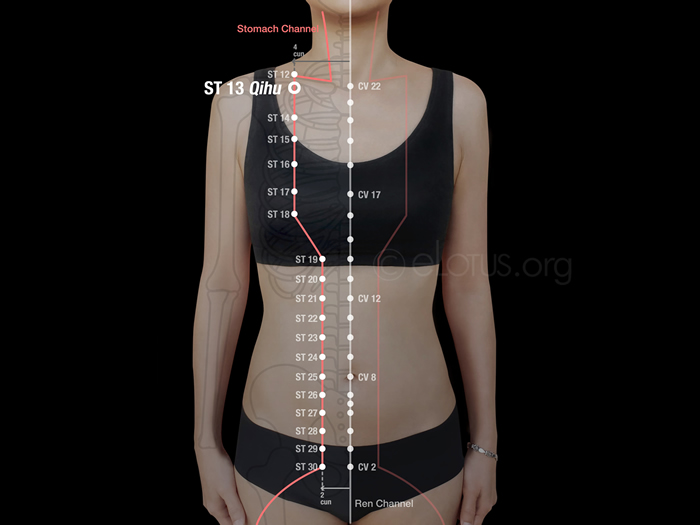 Stomach Channel
4
cun
ST 12
ST 13 Qihu
CV 22
ST 14
ST 15
ST 16
ST 17
CV 17
ST 18
ST 19
© eLotus.org
ST 20
ST 21
CV 12
ST 22
ST 23
ST 24
ST 25
CV 8
ST 26
ST 27
ST 28
ST 29
ST 30
CV 2
2
cun
Ren Channel